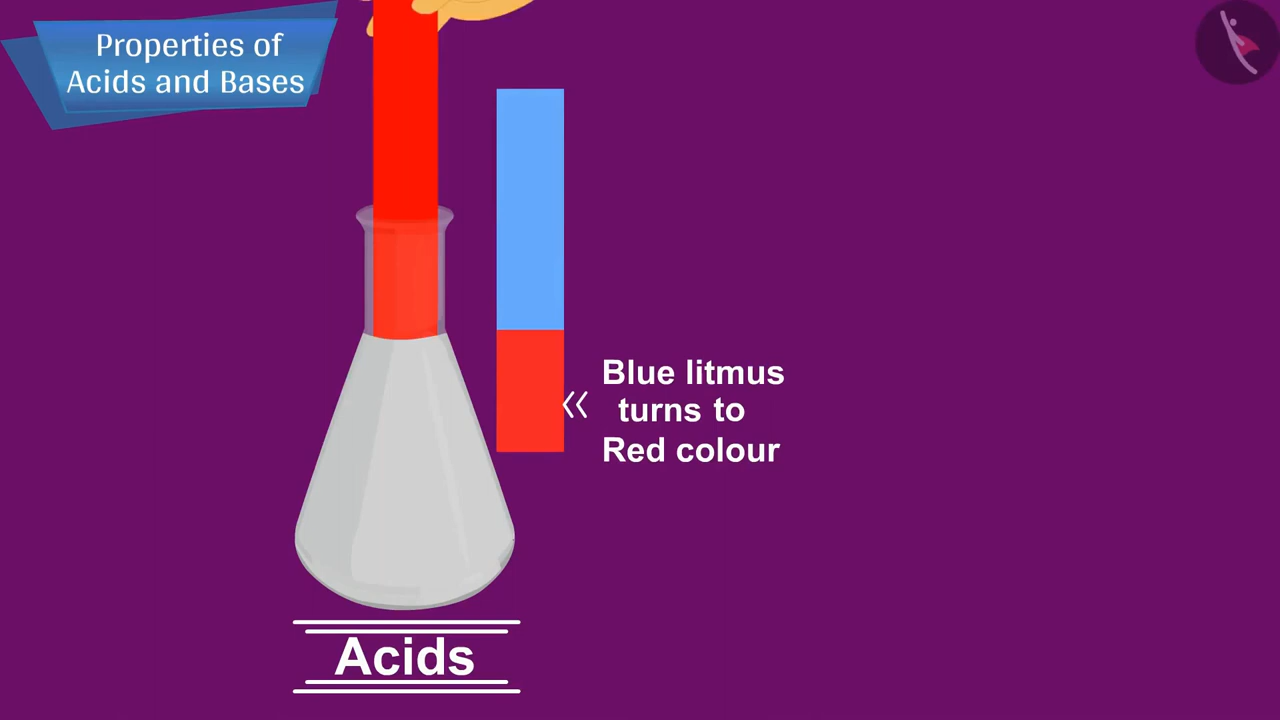 Properties of
Acids and Bases
Blue litmus
turns to
Red colour
Acids